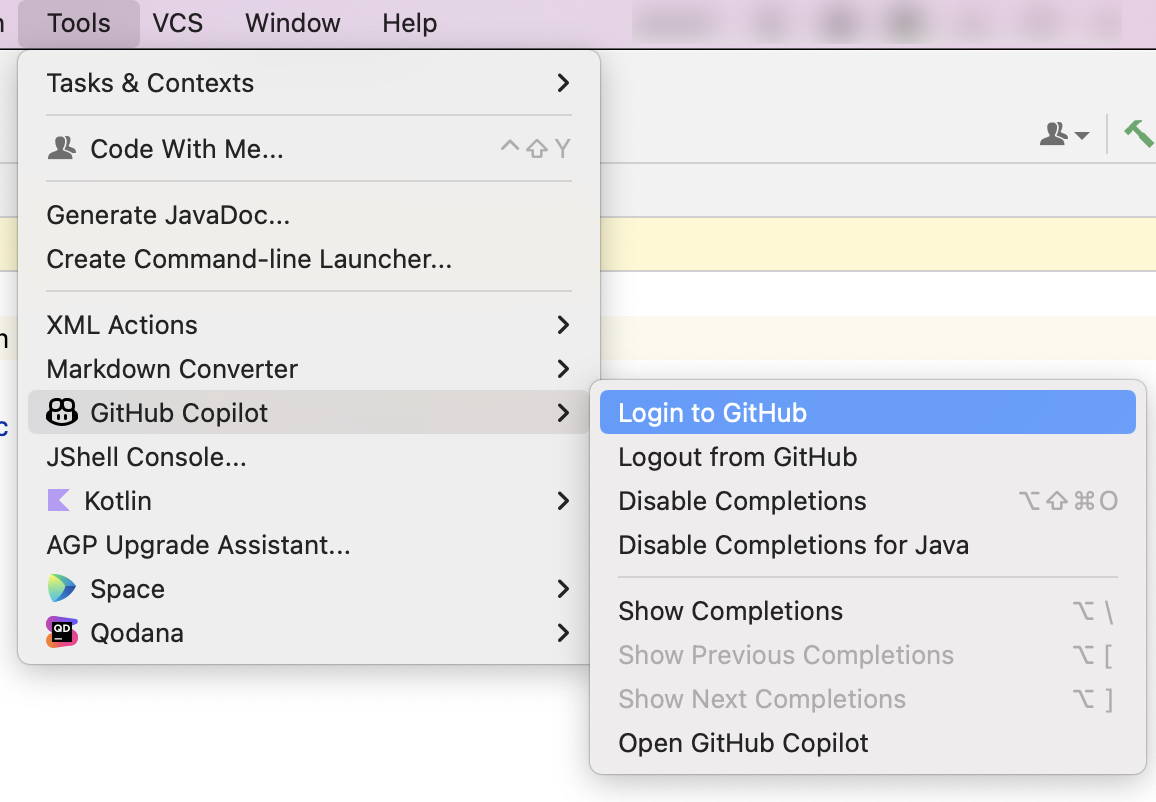 Tools VCS Window Help
Tasks & Contexts
Code With Me... ^⇧Y
Generate JavaDoc...
Create Command-line Launcher...
XML Actions
Markdown Converter
GitHub Copilot
JShell Console...
Kotlin
AGP Upgrade Assistant...
Space
QD Qodana
Login to GitHub
Logout from GitHub
Disable Completions ⌥⇧⌘O
Disable Completions for Java
Show Completions ⌥\
Show Previous Completions ⌥[
Show Next Completions ⌥]
Open GitHub Copilot